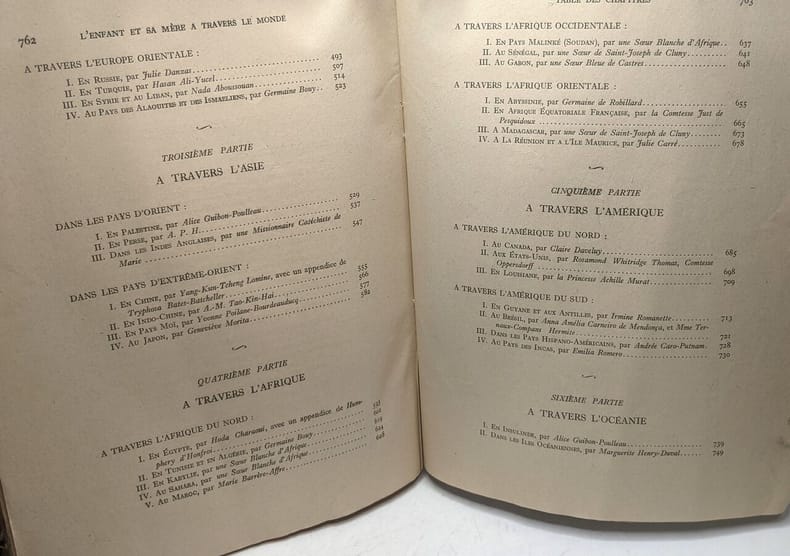 762
L'ENFANT ET SA MÈRE A TRAVERS LE MONDE
A TRAVERS L'EUROPE ORIENTALE :
I. EN RUSSIE, par Julie Danzas 493
II. EN TURQUIE, par Hasan Ali-Yucel 507
III. EN SYRIE ET AU LIBAN, par Nada Abousouan 514
IV. AU PAYS DES ALAOUITES ET DES ISMAELIENS, par Germaine Bouy.. 523
TROISIÈME PARTIE
A TRAVERS L'ASIE
DANS LES PAYS D'ORIENT :
I. EN PALESTINE, par Alice Guibon-Poulleau 529
II. EN PERSE, par A. P. H. 537
III. DANS LES INDES ANGLAISES, par une Missionnaire Catéchiste de
Marie 547
DANS LES PAYS D'EXTRÊME-ORIENT :
I. EN CHINE, par Yang-Kun-Tcheng Lomine, avec un appendice de
Tryphosa Bates-Batcheller 555
II. EN INDO-CHINE, par A.-M. Tao-Kin-Hai 566
III. EN PAYS MOI, par Yvonne Poilane-Bourdeauducq 577
IV. AU JAPON, par Geneviève Morita 582
QUATRIÈME PARTIE
A TRAVERS L'AFRIQUE
A TRAVERS L'AFRIQUE DU NORD :
I. EN ÉGYPTE, par Hoda Charaoui, avec un appendice de Hum-
phery d'Honfroi
II. EN TUNISIE ET EN ALGÉRIE, par Germaine Bouy
III. EN KABYLIE, par une Sœur Blanche d'Afrique
IV. AU SAHARA, par une Sœur Blanche d'Afrique
V. AU MAROC, par Marie Barrère-Affre
TABLE DES CHAPITRES 763
A TRAVERS L'AFRIQUE OCCIDENTALE :
I. EN PAYS MALINKÉ (SOUDAN), par une Sœur Blanche d'Afrique.. 637
II. AU SÉNÉGAL, par une Sœur de Saint-Joseph de Cluny 641
III. AU GABON, par une Sœur Bleue de Castres 648
A TRAVERS L'AFRIQUE ORIENTALE :
I. EN ABYSINIE, par Germaine de Robillard 655
II. EN AFRIQUE ÉQUATORIALE FRANÇAISE, par la Comtesse Just de
Pesquidoux 665
III. A MADAGASCAR, par une Sœur de Saint-Joseph de Cluny 673
IV. A LA RÉUNION ET A L'ILE MAURICE, par Julie Carré 678
CINQUIÈME PARTIE
A TRAVERS L'AMÉRIQUE
A TRAVERS L'AMÉRIQUE DU NORD :
I. AU CANADA, par Claire Daveluy 685
II. AUX ÉTATS-UNIS, par Rosamond Whitridge Thomas, Comtesse
Oppersdorff 698
III. EN LOUISIANE, par la Princesse Achille Murat 709
A TRAVERS L'AMÉRIQUE DU SUD :
I. EN GUYANE ET AUX ANTILLES, par Irmine Romanette 713
II. AU BRÉSIL, par Anna Amélia Carneiro de Mendonça, et Mme Ter-
naux-Compans Hermite 721
III. DANS LES PAYS HISPANO-AMÉRICAINS, par Andrée Caro-Putnam. 728
IV. AU PAYS DES INCAS, par Emilia Romero 730
SIXIÈME PARTIE
A TRAVERS L'OCÉANIE
I. EN INSULINDE, par Alice Guibon-Poulleau 739
II. DANS LES ILES OCÉANIENNES, par Marguerite Henry-Duval 749